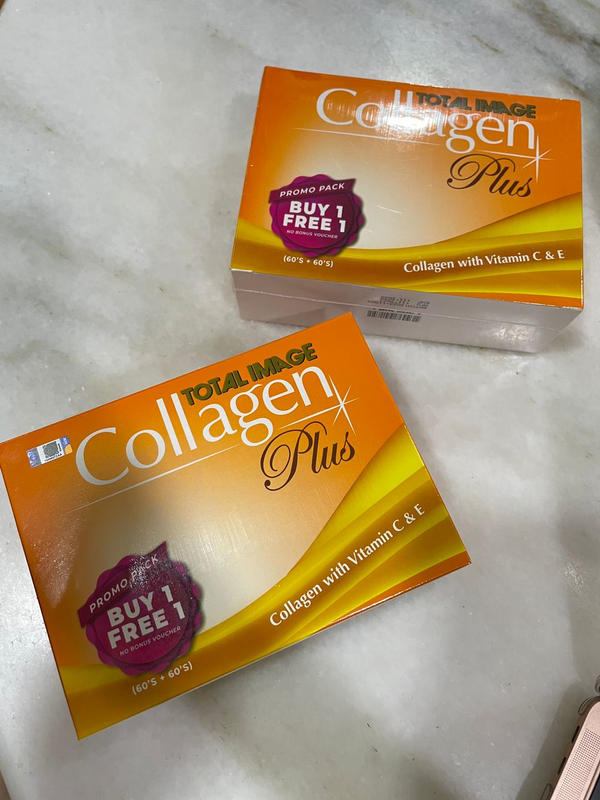 TOTAL IMAGE
Collagen
Plus
PROMO PACK
BUY 1
FREE 1
NO BONUS VOUCHER
(60'S + 60'S)
Collagen with Vitamin C & E
TOTAL IMAGE
Collagen
Plus
PROMO PACK
BUY 1
FREE 1
NO BONUS VOUCHER
(60'S + 60'S)
Collagen with Vitamin C & E